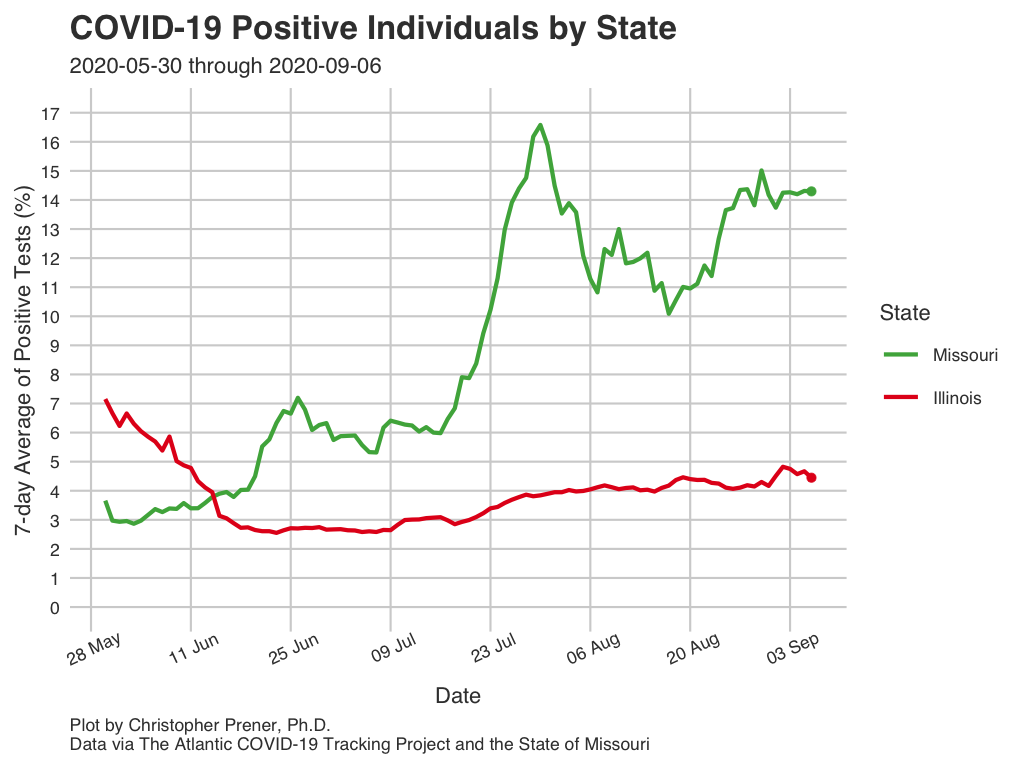 COVID-19 Positive Individuals by State
2020-05-30 through 2020-09-06
7-day Average of Positive Tests (%)
17
16
15
14
13
12
11
10
9
8
7
6
5
4
3
2
1
0
28 May
11 Jun
25 Jun
09 Jul
23 Jul
06 Aug
20 Aug
03 Sep
Date
State
Missouri
Illinois
Plot by Christopher Prener, Ph.D.
Data via The Atlantic COVID-19 Tracking Project and the State of Missouri